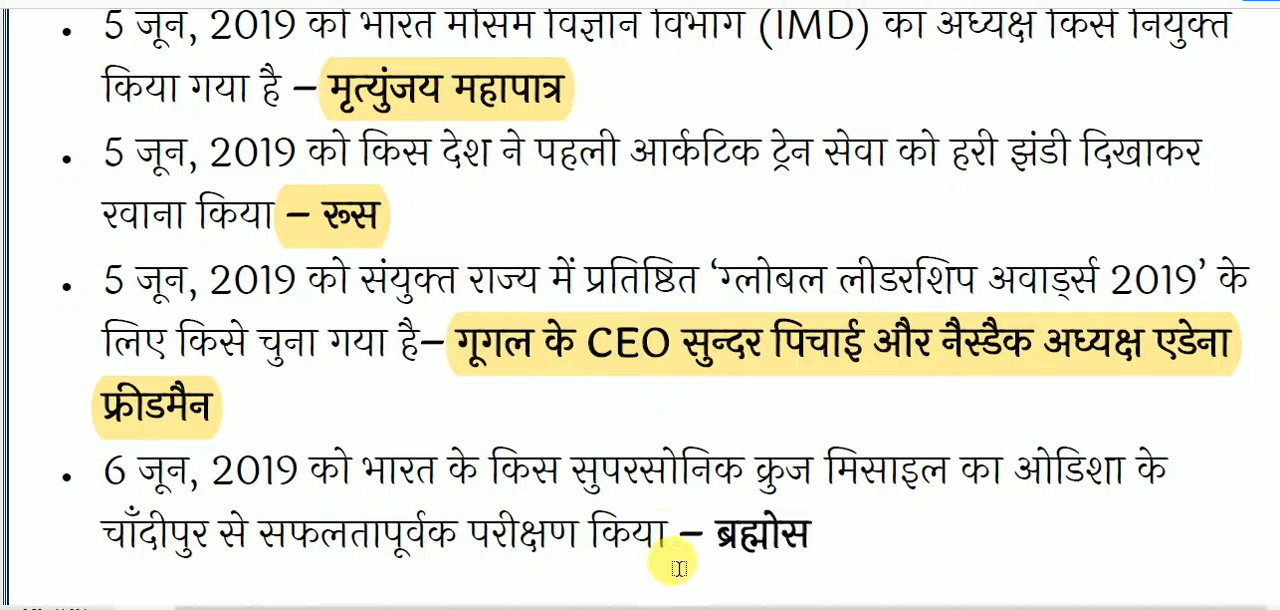 • 5 जून, 2019 को भारत मौसम विज्ञान विभाग (IMD) का अध्यक्ष किसे नियुक्त
किया गया है – मृत्युंजय महापात्र
• 5 जून, 2019 को किस देश ने पहली आर्कटिक ट्रेन सेवा को हरी झंडी दिखाकर
रवाना किया – रूस
• 5 जून, 2019 को संयुक्त राज्य में प्रतिष्ठित ‘ग्लोबल लीडरशिप अवार्ड्स 2019’ के
लिए किसे चुना गया है– गूगल के CEO सुन्दर पिचाई और नैस्डैक अध्यक्ष एडेना
फ्रीडमैन
• 6 जून, 2019 को भारत के किस सुपरसोनिक क्रुज मिसाइल का ओडिशा के
चाँदीपुर से सफलतापूर्वक परीक्षण किया – ब्रह्मोस